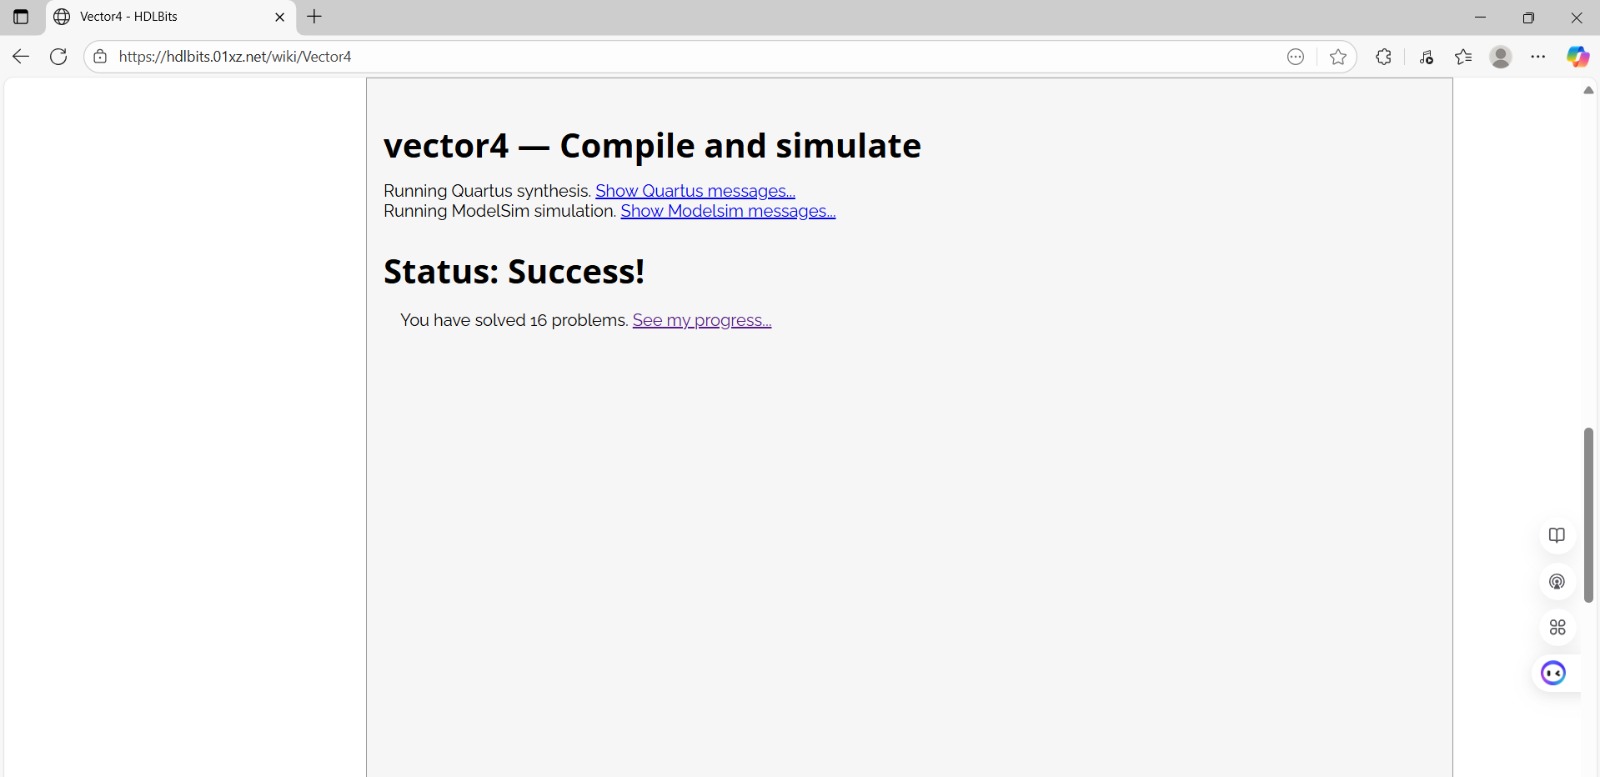 Vector4 - HDLBits
https://hdlbits.01xz.net/wiki/Vector4
vector4 — Compile and simulate
Running Quartus synthesis. Show Quartus messages...
Running ModelSim simulation. Show Modelsim messages...
Status: Success!
You have solved 16 problems. See my progress...